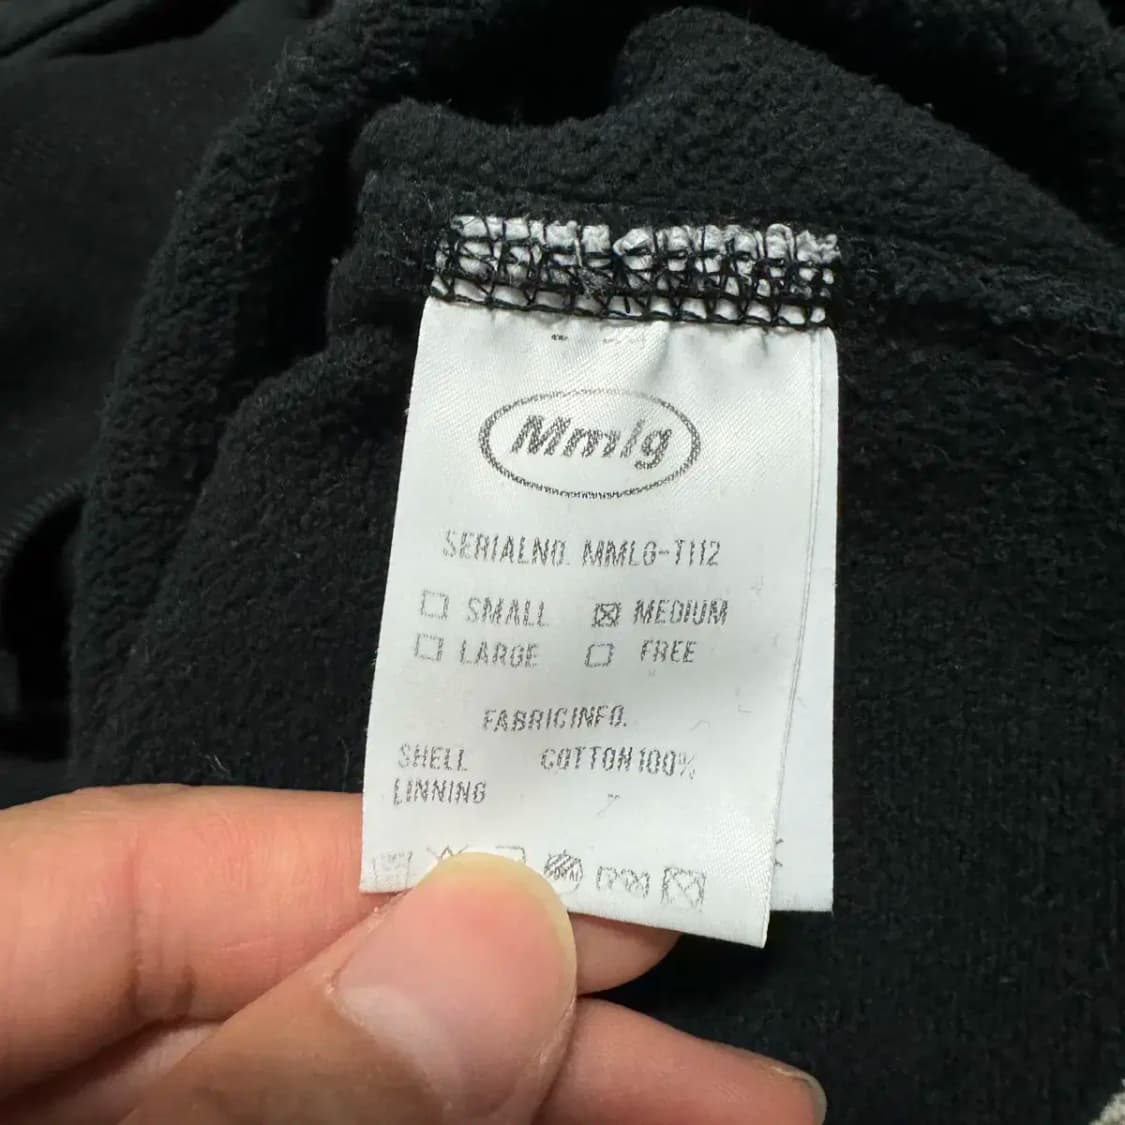 Mmlg
SERIALNO. MMLG-T112
SMALL MEDIUM
LARGE FREE
FABRICINFO.
SHELL COTTON100%
LINNING -